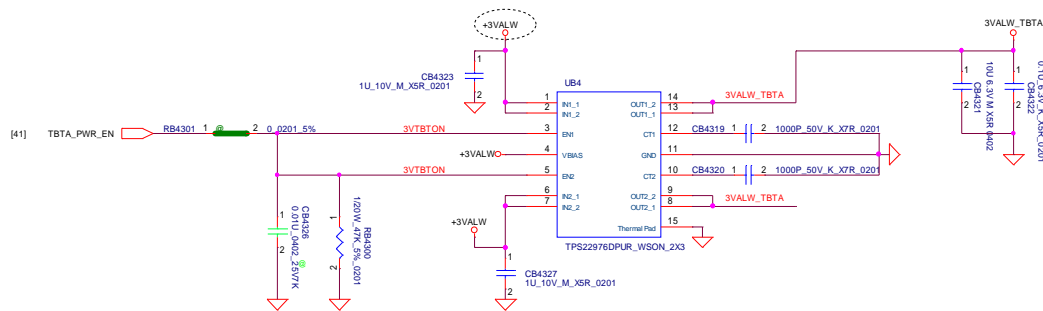 +3VALW
3VALW_TBTA
1
CB4323
1U_10V_M_X5R_0201
2
UB4
1
CB4321
10U 6.3V M X5R 0402
2
1
CB4322
0.1U_6.3V_K_X5R_0201
2
1 IN1_1 OUT1_2 14 3VALW_TBTA
2 IN1_2 OUT1_1 13
[41] TBTA_PWR_EN RB4301 1 @ 2 0_0201_5% 3VTBTON 3 EN1 CT1 12 CB4319 1 2 1000P_50V_K_X7R_0201
+3VALW 4 VBIAS GND 11
3VTBTON 5 EN2 CT2 10 CB4320 1 2 1000P_50V_K_X7R_0201
6 IN2_1 OUT2_2 9 3VALW_TBTA
7 IN2_2 OUT2_1 8
Thermal Pad 15
TPS22976DPUR_WSON_2X3
1
CB4326
0.01U_0402_25V7K
@
2
1
RB4300
1/20W_47K_5%_0201
2
+3VALW
1
CB4327
1U_10V_M_X5R_0201
2